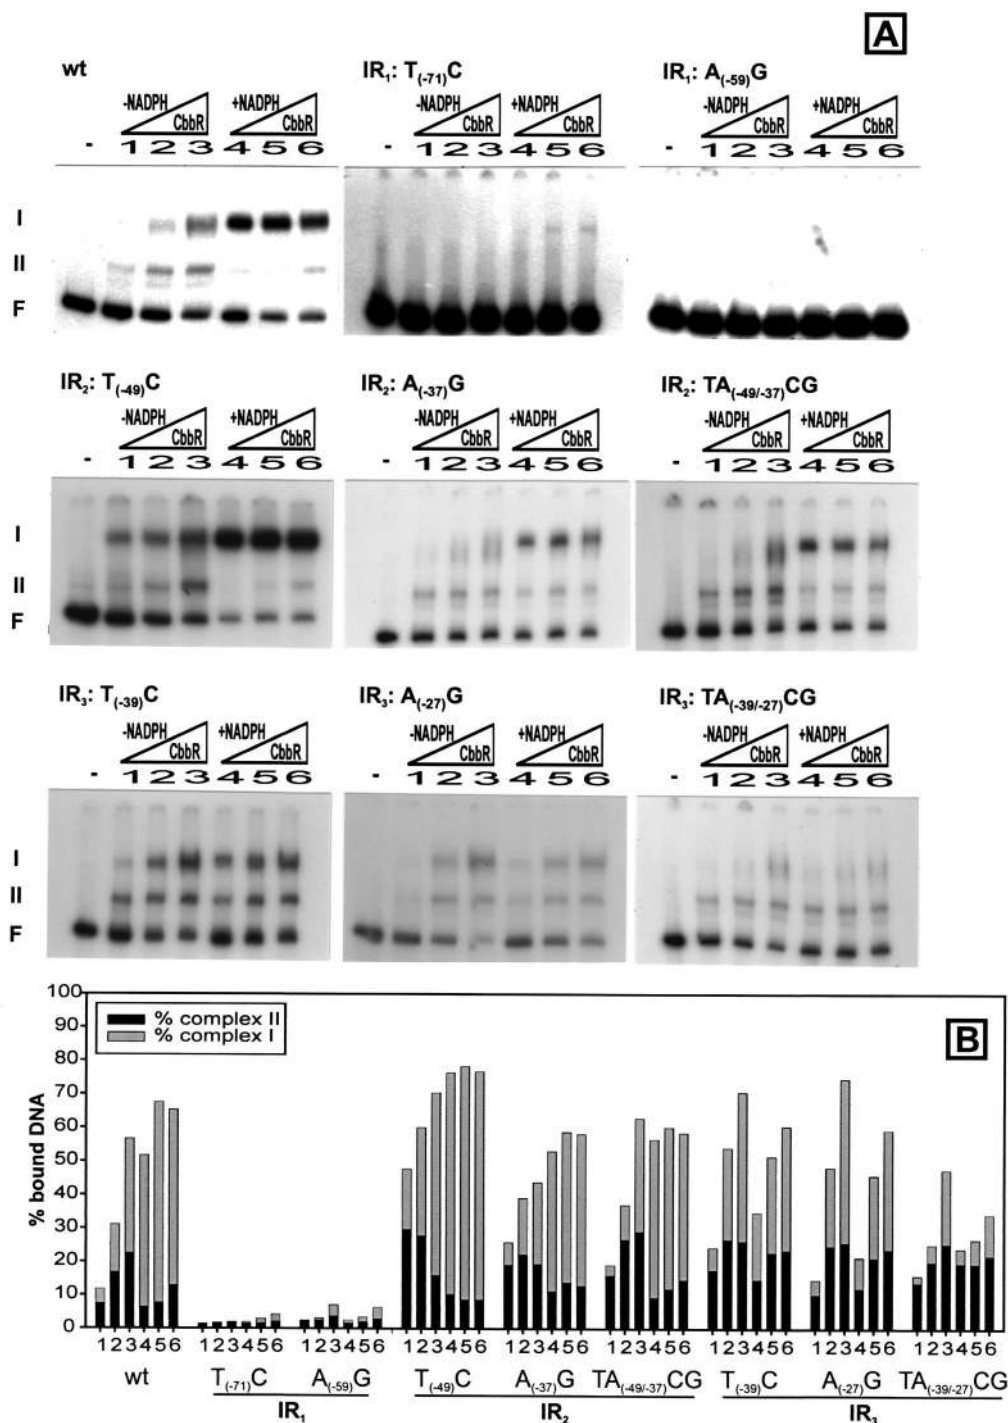 A
wt
IR₁: T₍₋₇₁₎C
IR₁: A₍₋₅₉₎G
-NADPH CbbR +NADPH CbbR
-NADPH CbbR +NADPH CbbR
-NADPH CbbR +NADPH CbbR
- 1 2 3 4 5 6
- 1 2 3 4 5 6
- 1 2 3 4 5 6
I
II
F
IR₂: T₍₋₄₉₎C
IR₂: A₍₋₃₇₎G
IR₂: TA₍₋₄₉/₋₃₇₎CG
-NADPH CbbR +NADPH CbbR
-NADPH CbbR +NADPH CbbR
-NADPH CbbR +NADPH CbbR
- 1 2 3 4 5 6
- 1 2 3 4 5 6
- 1 2 3 4 5 6
I
II
F
IR₃: T₍₋₃₉₎C
IR₃: A₍₋₂₇₎G
IR₃: TA₍₋₃₉/₋₂₇₎CG
-NADPH CbbR +NADPH CbbR
-NADPH CbbR +NADPH CbbR
-NADPH CbbR +NADPH CbbR
- 1 2 3 4 5 6
- 1 2 3 4 5 6
- 1 2 3 4 5 6
I
II
F
B
% complex II
% complex I
% bound DNA
100
90
80
70
60
50
40
30
20
10
0
123456 123456 123456 123456 123456 123456 123456 123456 123456
wt T₍₋₇₁₎C A₍₋₅₉₎G T₍₋₄₉₎C A₍₋₃₇₎G TA₍₋₄₉/₋₃₇₎CG T₍₋₃₉₎C A₍₋₂₇₎G TA₍₋₃₉/₋₂₇₎CG
IR₁ IR₂ IR₃